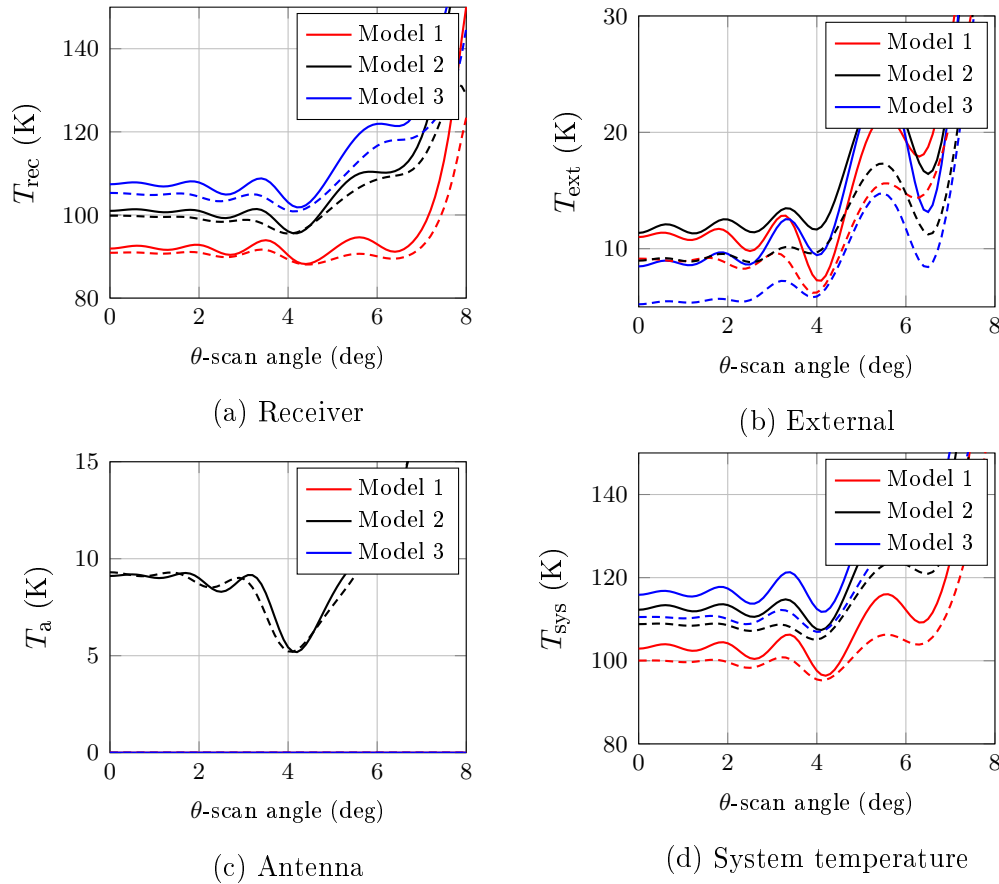 Model 1
Model 2
Model 3
140
120
100
80
T_rec (K)
0 2 4 6 8
θ-scan angle (deg)
(a) Receiver
Model 1
Model 2
Model 3
30
20
10
T_ext (K)
0 2 4 6 8
θ-scan angle (deg)
(b) External
Model 1
Model 2
Model 3
15
10
5
0
T_a (K)
0 2 4 6 8
θ-scan angle (deg)
(c) Antenna
Model 1
Model 2
Model 3
140
120
100
80
T_sys (K)
0 2 4 6 8
θ-scan angle (deg)
(d) System temperature